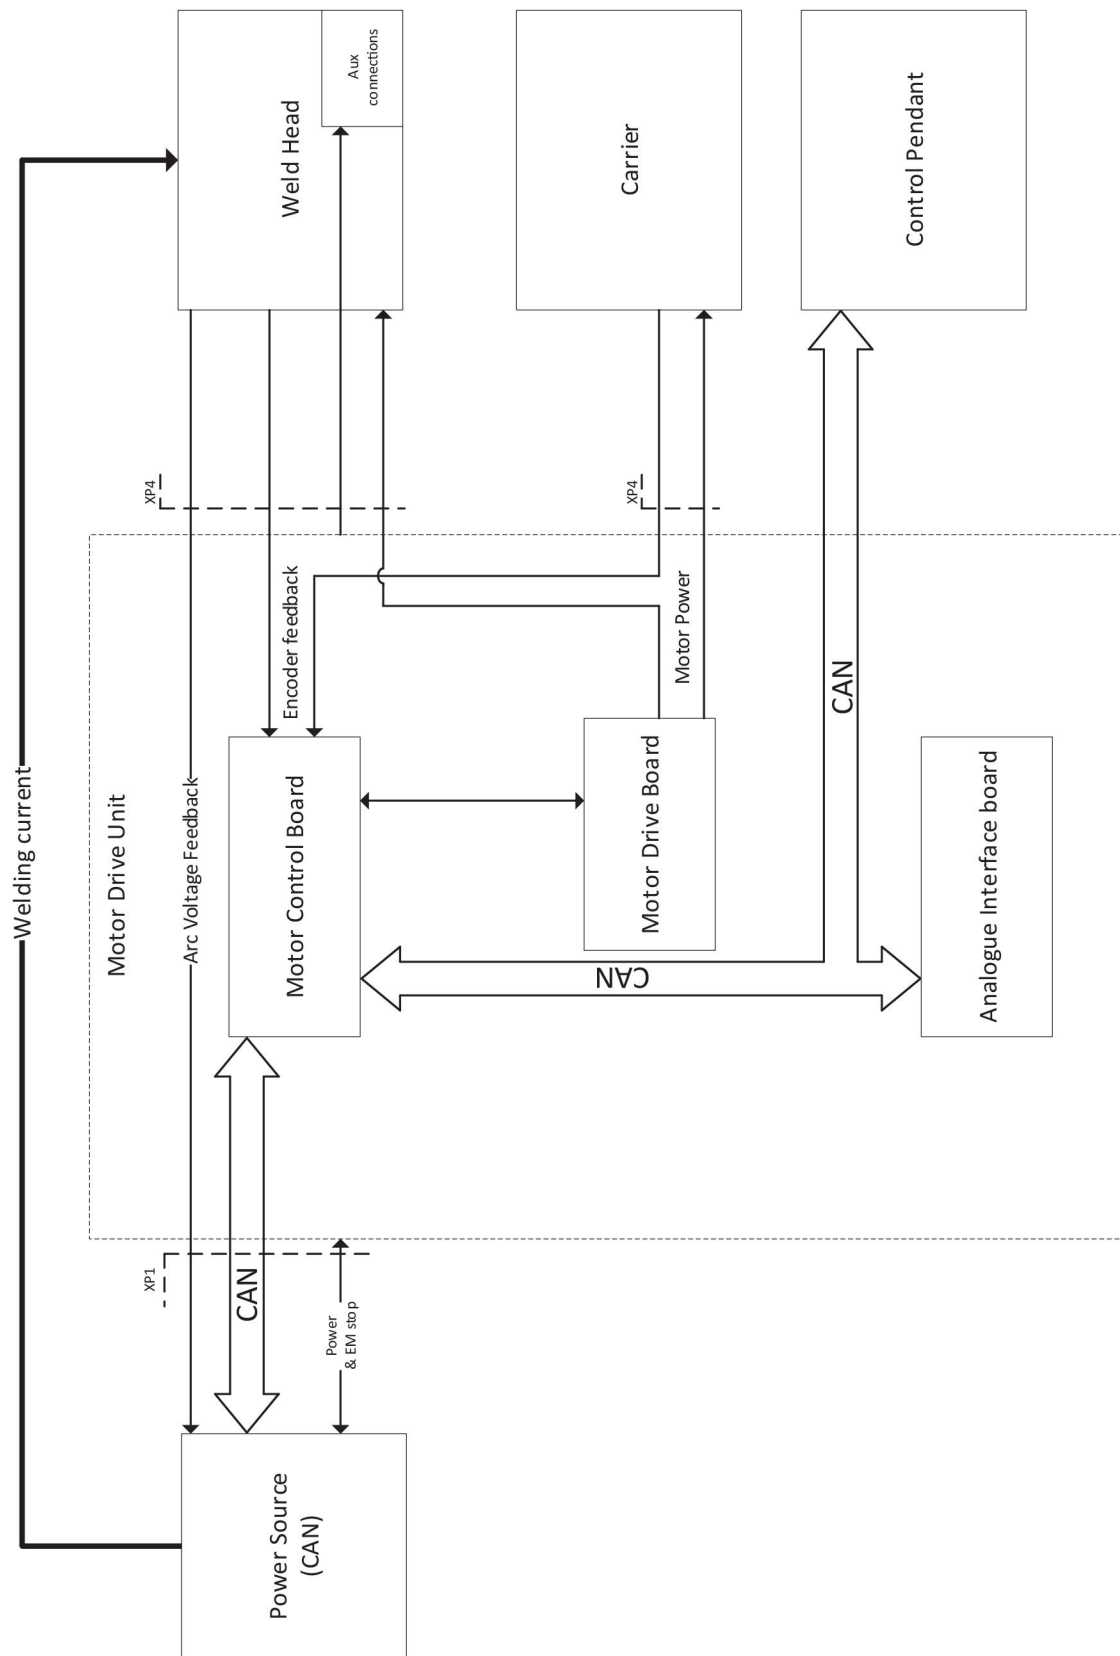 Welding current
Motor Drive Unit
Arc Voltage Feedback
Power Source
(CAN)
XP1
CAN
Power
& EM stop
Motor Control Board
Encoder feedback
XP4
Weld Head
Aux
connections
Motor Drive Board
Motor Power
XP4
Carrier
CAN
CAN
Analogue Interface board
Control Pendant